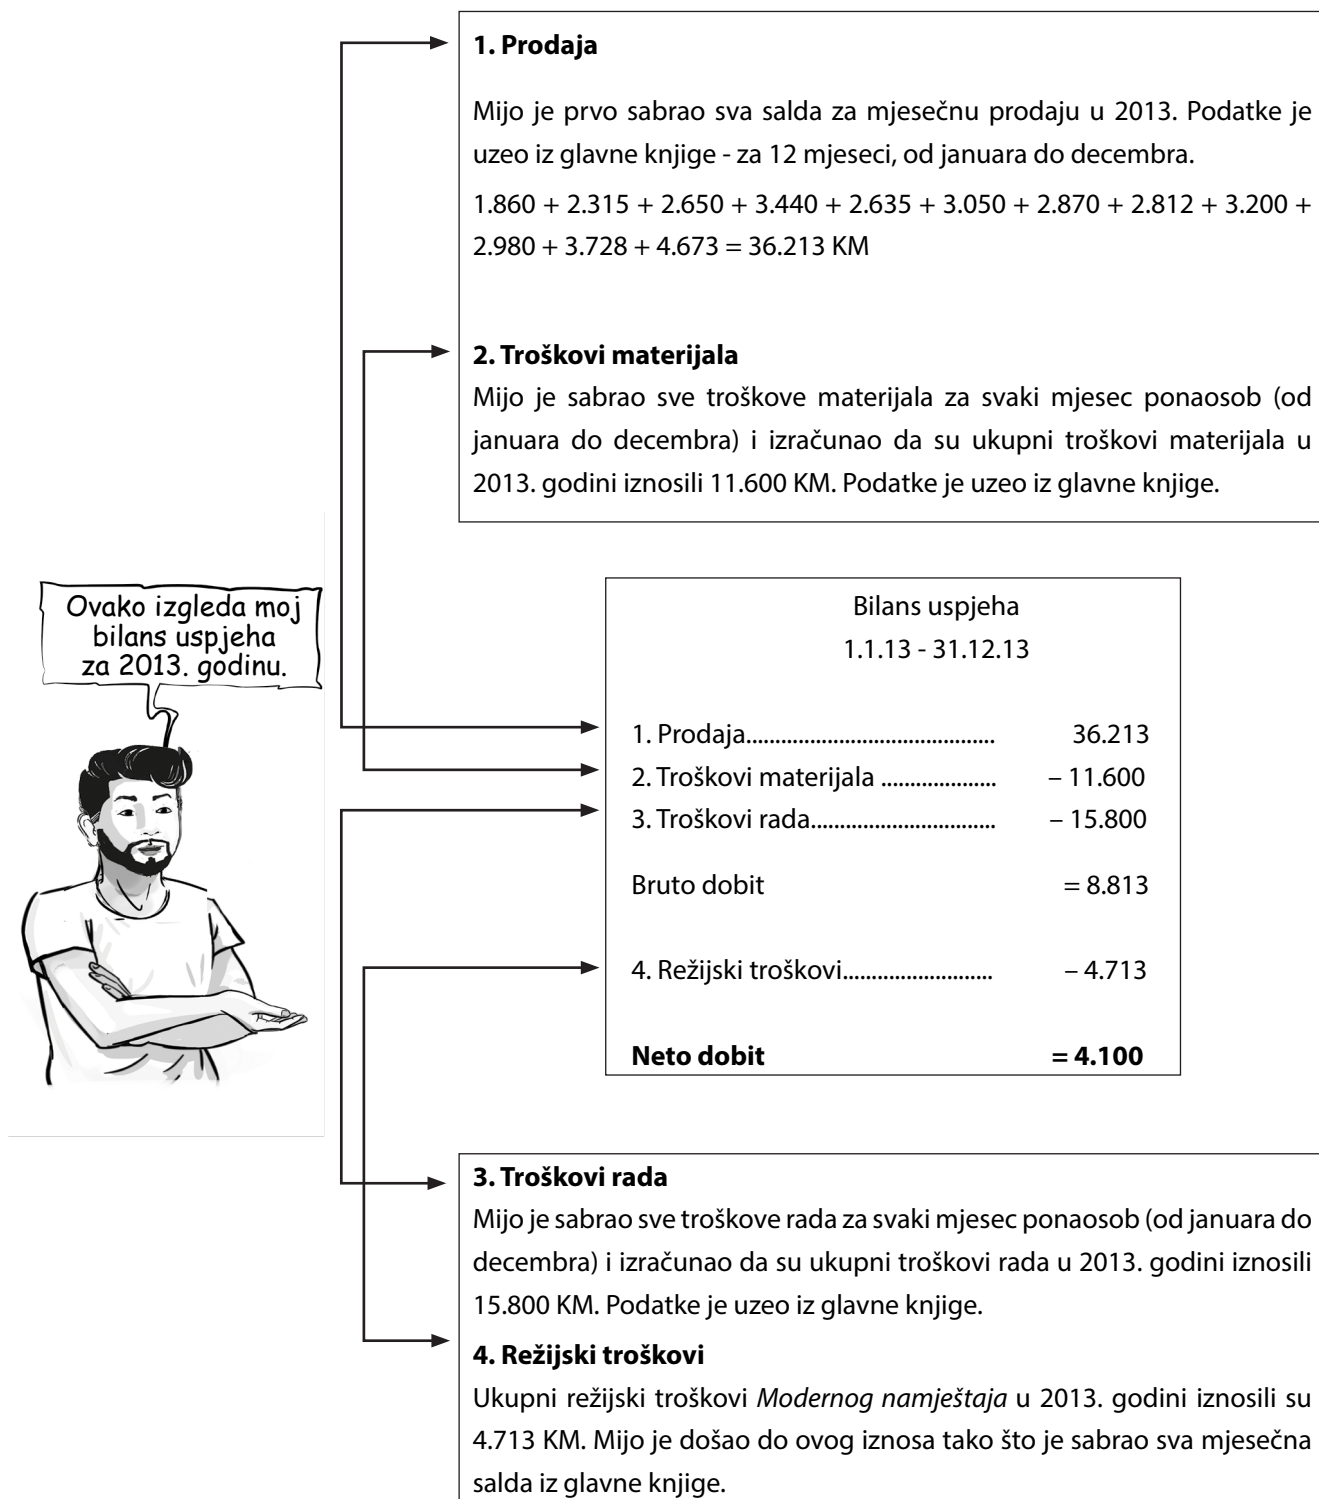 1. Prodaja
Mijo je prvo sabrao sva salda za mjesečnu prodaju u 2013. Podatke je
uzeo iz glavne knjige - za 12 mjeseci, od januara do decembra.
1.860 + 2.315 + 2.650 + 3.440 + 2.635 + 3.050 + 2.870 + 2.812 + 3.200 +
2.980 + 3.728 + 4.673 = 36.213 KM
2. Troškovi materijala
Mijo je sabrao sve troškove materijala za svaki mjesec ponaosob (od
januara do decembra) i izračunao da su ukupni troškovi materijala u
2013. godini iznosili 11.600 KM. Podatke je uzeo iz glavne knjige.
Ovako izgleda moj
bilans uspjeha
za 2013. godinu.
Bilans uspjeha
1.1.13 - 31.12.13
1. Prodaja.......................................... 36.213
2. Troškovi materijala .................... – 11.600
3. Troškovi rada................................ – 15.800
Bruto dobit = 8.813
4. Režijski troškovi.......................... – 4.713
Neto dobit = 4.100
3. Troškovi rada
Mijo je sabrao sve troškove rada za svaki mjesec ponaosob (od januara do
decembra) i izračunao da su ukupni troškovi rada u 2013. godini iznosili
15.800 KM. Podatke je uzeo iz glavne knjige.
4. Režijski troškovi
Ukupni režijski troškovi Modernog namještaja u 2013. godini iznosili su
4.713 KM. Mijo je došao do ovog iznosa tako što je sabrao sva mjesečna
salda iz glavne knjige.